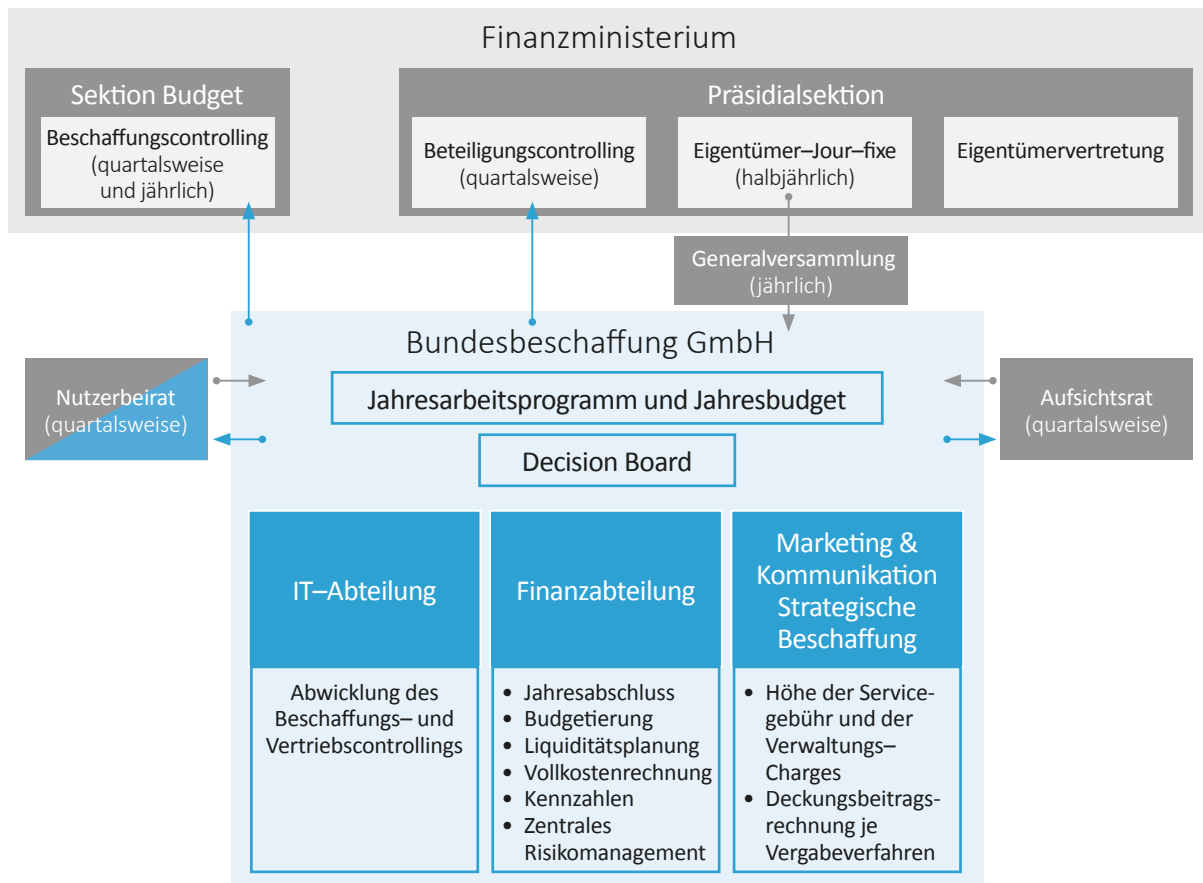 Finanzministerium
Sektion Budget
Beschaffungscontrolling
(quartalsweise
und jährlich)
Präsidialsektion
Beteiligungscontrolling
(quartalsweise)
Eigentümer–Jour–fixe
(halbjährlich)
Eigentümervertretung
Generalversammlung
(jährlich)
Bundesbeschaffung GmbH
Nutzerbeirat
(quartalsweise)
Jahresarbeitsprogramm und Jahresbudget
Decision Board
Aufsichtsrat
(quartalsweise)
IT–Abteilung
Abwicklung des
Beschaffungs– und
Vertriebscontrollings
Finanzabteilung
• Jahresabschluss
• Budgetierung
• Liquiditätsplanung
• Vollkostenrechnung
• Kennzahlen
• Zentrales
Risikomanagement
Marketing &
Kommunikation
Strategische
Beschaffung
• Höhe der Service-
gebühr und der
Verwaltungs–
Charges
• Deckungsbeitrags-
rechnung je
Vergabeverfahren